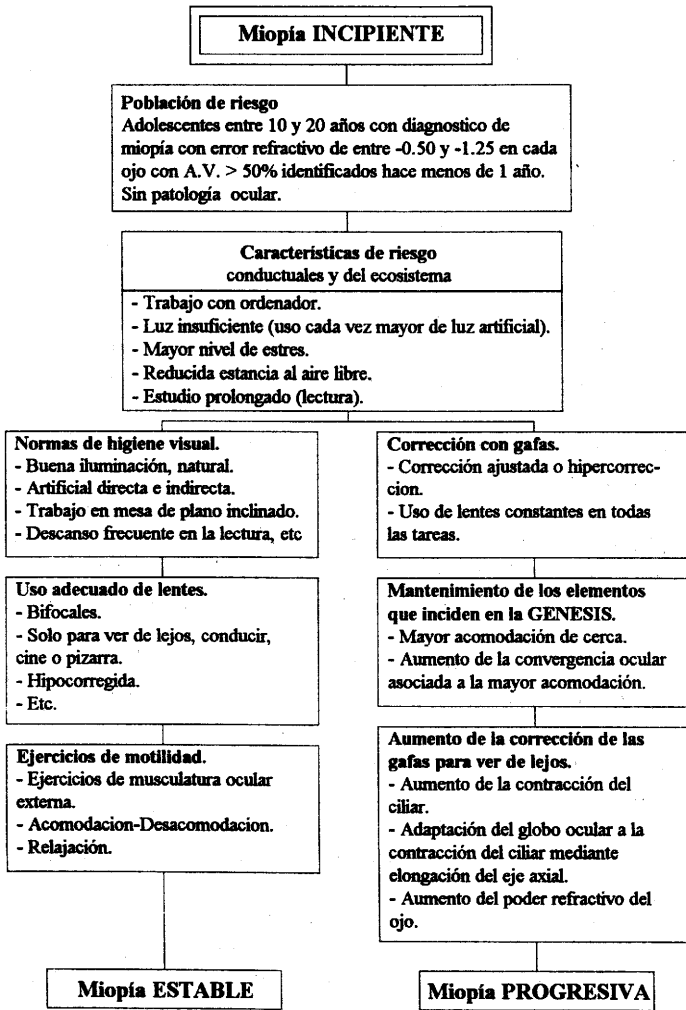 Miopía INCIPIENTE
Población de riesgo
Adolescentes entre 10 y 20 años con diagnostico de
miopía con error refractivo de entre -0.50 y -1.25 en cada
ojo con A.V. > 50% identificados hace menos de 1 año.
Sin patología ocular.
Características de riesgo
conductuales y del ecosistema
- Trabajo con ordenador.
- Luz insuficiente (uso cada vez mayor de luz artificial).
- Mayor nivel de estres.
- Reducida estancia al aire libre.
- Estudio prolongado (lectura).
Normas de higiene visual.
- Buena iluminación, natural.
- Artificial directa e indirecta.
- Trabajo en mesa de plano inclinado.
- Descanso frecuente en la lectura, etc
Uso adecuado de lentes.
- Bifocales.
- Solo para ver de lejos, conducir,
cine o pizarra.
- Hipocorregida.
- Etc.
Ejercicios de motilidad.
- Ejercicios de musculatura ocular
externa.
- Acomodacion-Desacomodacion.
- Relajación.
Miopía ESTABLE
Corrección con gafas.
- Corrección ajustada o hipercorrec-
cion.
- Uso de lentes constantes en todas
las tareas.
Mantenimiento de los elementos
que inciden en la GENESIS.
- Mayor acomodación de cerca.
- Aumento de la convergencia ocular
asociada a la mayor acomodación.
Aumento de la corrección de las
gafas para ver de lejos.
- Aumento de la contracción del
ciliar.
- Adaptación del globo ocular a la
contracción del ciliar mediante
elongación del eje axial.
- Aumento del poder refractivo del
ojo.
Miopía PROGRESIVA